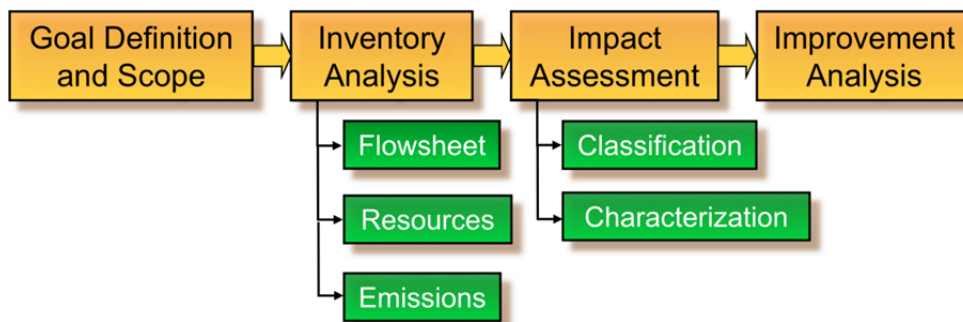 Goal Definition
and Scope
Inventory
Analysis
Impact
Assessment
Improvement
Analysis
Flowsheet
Resources
Emissions
Classification
Characterization